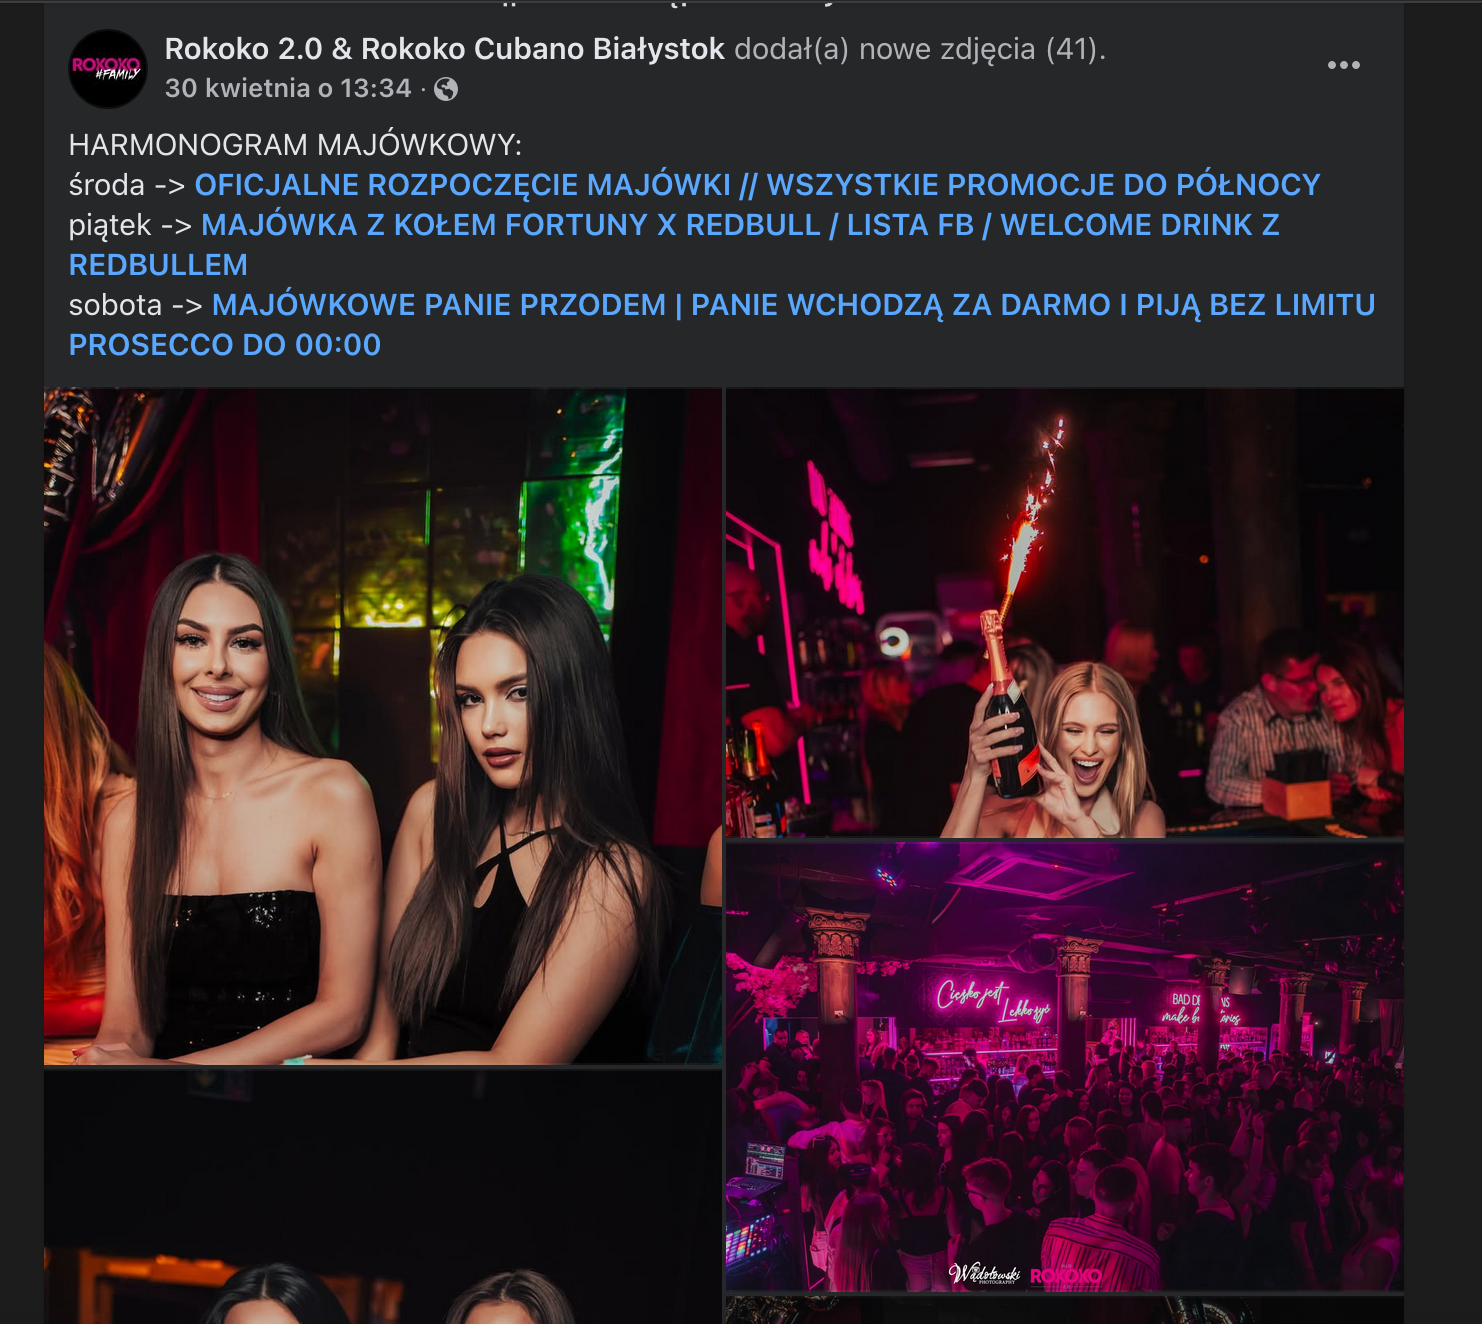 Rokoko 2.0 & Rokoko Cubano Białystok dodał(a) nowe zdjęcia (41).
ROKOKO
#FAMILY
30 kwietnia o 13:34 ·
HARMONOGRAM MAJÓWKOWY:
środa -> OFICJALNE ROZPOCZĘCIE MAJÓWKI // WSZYSTKIE PROMOCJE DO PÓŁNOCY
piątek -> MAJÓWKA Z KOŁEM FORTUNY X REDBULL / LISTA FB / WELCOME DRINK Z
REDBULLEM
sobota -> MAJÓWKOWE PANIE PRZODEM | PANIE WCHODZĄ ZA DARMO I PIJĄ BEZ LIMITU
PROSECCO DO 00:00
Ciężko jest
Lekko żyć
BAD
make
Wądołowski
PHOTOGRAPHY
ROKOKO